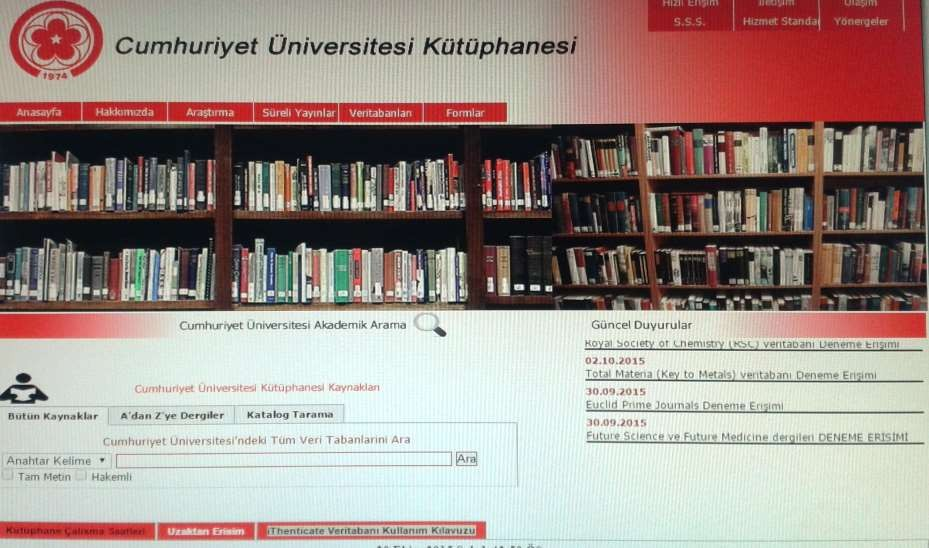 Hızlı Erişim
İletişim
Ulaşım
S.S.S.
Hizmet Standa
Yönergeler
1974
Cumhuriyet Üniversitesi Kütüphanesi
Anasayfa
Hakkımızda
Araştırma
Süreli Yayınlar
Veritabanları
Formlar
Cumhuriyet Üniversitesi Akademik Arama
Güncel Duyurular
Royal Society of Chemistry (RSC) veritabanı Deneme Erişimi
02.10.2015
Total Materia (Key to Metals) veritabanı Deneme Erişimi
30.09.2015
Euclid Prime Journals Deneme Erişimi
30.09.2015
Future Science ve Future Medicine dergileri DENEME ERİSİMİ
Cumhuriyet Üniversitesi Kütüphanesi Kaynakları
Bütün Kaynaklar
A'dan Z'ye Dergiler
Katalog Tarama
Cumhuriyet Üniversitesi'ndeki Tüm Veri Tabanlarini Ara
Anahtar Kelime
Ara
Tam Metin
Hakemli
Kütüphane Çalışma Saatleri
Uzaktan Erisim
iThenticate Veritabanı Kullanım Kılavuzu